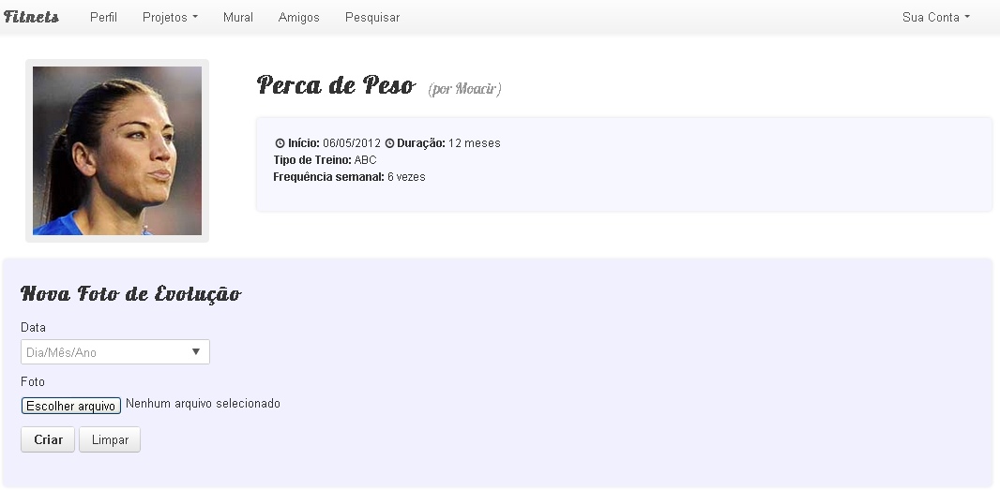 Fitnets Perfil Projetos Mural Amigos Pesquisar Sua Conta
Perca de Peso (por Moacir)
Início: 06/05/2012 Duração: 12 meses
Tipo de Treino: ABC
Frequência semanal: 6 vezes
Nova Foto de Evolução
Data
Dia/Mês/Ano
Foto
Escolher arquivo Nenhum arquivo selecionado
Criar Limpar